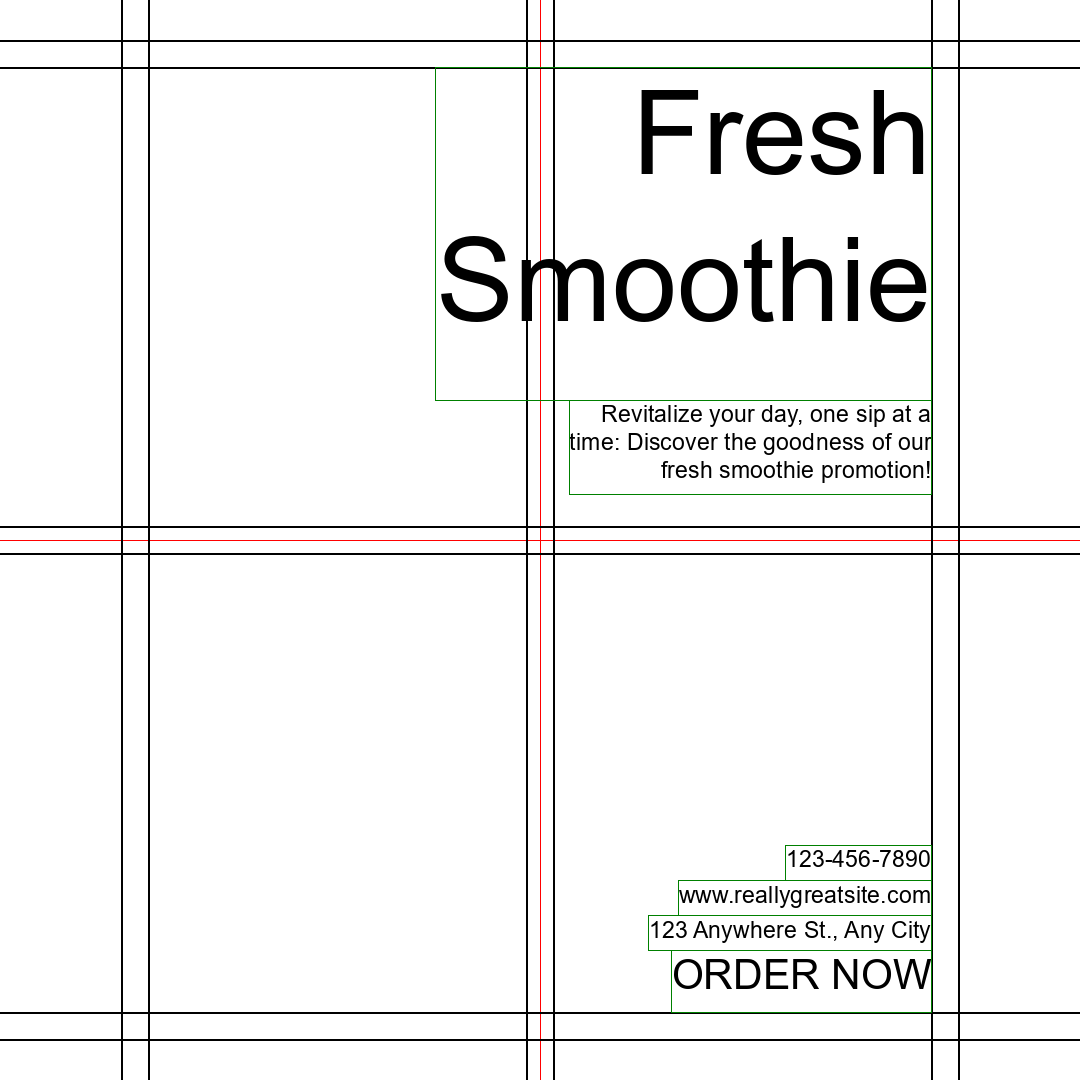 Fresh
Smoothie
Revitalize your day, one sip at a
time: Discover the goodness of our
fresh smoothie promotion!
123-456-7890
www.reallygreatsite.com
123 Anywhere St., Any City
ORDER NOW